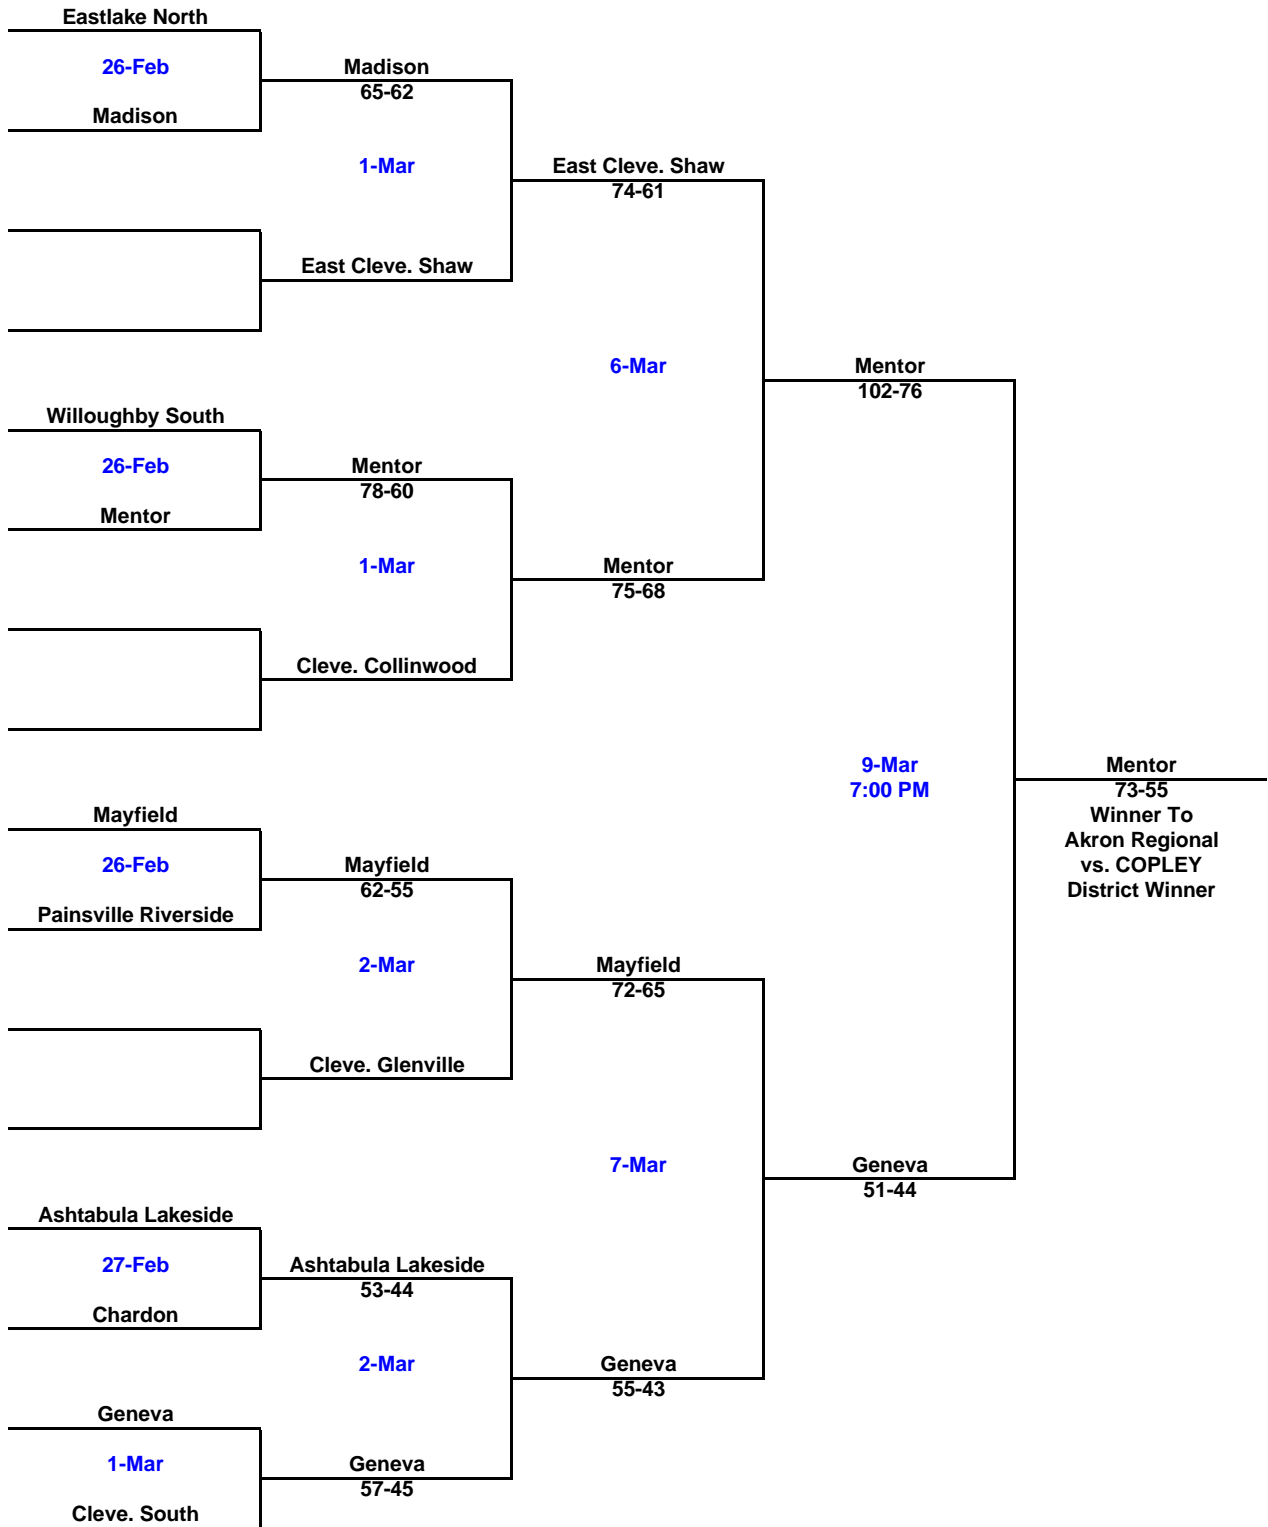 Eastlake North
26-Feb
Madison
Madison
65-62
1-Mar
East Cleve. Shaw
74-61
East Cleve. Shaw
6-Mar
Mentor
102-76
Willoughby South
26-Feb
Mentor
Mentor
78-60
1-Mar
Mentor
75-68
Cleve. Collinwood
9-Mar
7:00 PM
Mentor
73-55
Winner To
Akron Regional
vs. COPLEY
District Winner
Mayfield
26-Feb
Painsville Riverside
Mayfield
62-55
2-Mar
Mayfield
72-65
Cleve. Glenville
7-Mar
Geneva
51-44
Ashtabula Lakeside
27-Feb
Chardon
Ashtabula Lakeside
53-44
2-Mar
Geneva
55-43
Geneva
1-Mar
Cleve. South
Geneva
57-45